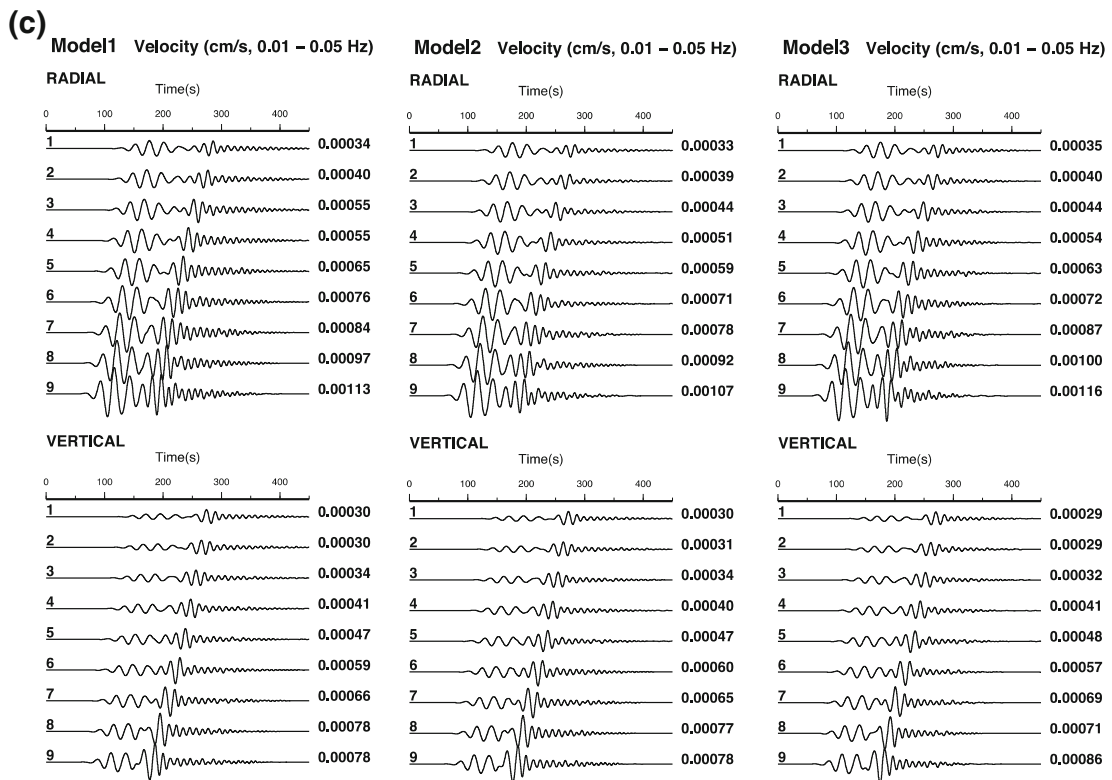 (c)
Model1 Velocity (cm/s, 0.01 – 0.05 Hz)
RADIAL
Time(s)
0 100 200 300 400
1 0.00034
2 0.00040
3 0.00055
4 0.00055
5 0.00065
6 0.00076
7 0.00084
8 0.00097
9 0.00113
VERTICAL
Time(s)
0 100 200 300 400
1 0.00030
2 0.00030
3 0.00034
4 0.00041
5 0.00047
6 0.00059
7 0.00066
8 0.00078
9 0.00078
Model2 Velocity (cm/s, 0.01 – 0.05 Hz)
RADIAL
Time(s)
0 100 200 300 400
1 0.00033
2 0.00039
3 0.00044
4 0.00051
5 0.00059
6 0.00071
7 0.00078
8 0.00092
9 0.00107
VERTICAL
Time(s)
0 100 200 300 400
1 0.00030
2 0.00031
3 0.00034
4 0.00040
5 0.00047
6 0.00060
7 0.00065
8 0.00077
9 0.00078
Model3 Velocity (cm/s, 0.01 – 0.05 Hz)
RADIAL
Time(s)
0 100 200 300 400
1 0.00035
2 0.00040
3 0.00044
4 0.00054
5 0.00063
6 0.00072
7 0.00087
8 0.00100
9 0.00116
VERTICAL
Time(s)
0 100 200 300 400
1 0.00029
2 0.00029
3 0.00032
4 0.00041
5 0.00048
6 0.00057
7 0.00069
8 0.00071
9 0.00086